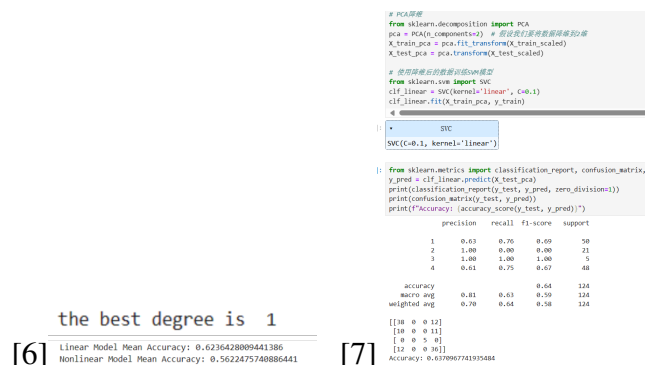 # PCA降维
from sklearn.decomposition import PCA
pca = PCA(n_components=2)  # 假设我们要将数据降维到2维
X_train_pca = pca.fit_transform(X_train_scaled)
X_test_pca = pca.transform(X_test_scaled)
# 使用降维后的数据训练SVM模型
from sklearn.svm import SVC
clf_linear = SVC(kernel='linear', C=0.1)
clf_linear.fit(X_train_pca, y_train)
SVC
SVC(C=0.1, kernel='linear')
from sklearn.metrics import classification_report, confusion_matrix,
y_pred = clf_linear.predict(X_test_pca)
print(classification_report(y_test, y_pred, zero_division=1))
print(confusion_matrix(y_test, y_pred))
print(f"Accuracy: {accuracy_score(y_test, y_pred)}")
precision recall f1-score support
1 0.63 0.76 0.69 50
2 1.00 0.00 0.00 21
3 1.00 1.00 1.00 5
4 0.61 0.75 0.67 48
accuracy 0.64 124
macro avg 0.81 0.63 0.59 124
weighted avg 0.70 0.64 0.58 124
[[38 0 0 12]
[10 0 0 11]
[ 0 0 5 0]
[12 0 0 36]]
Accuracy: 0.6370967741935484
[7]
the best degree is 1
Linear Model Mean Accuracy: 0.6236428009441386
Nonlinear Model Mean Accuracy: 0.5622475740886441
[6]